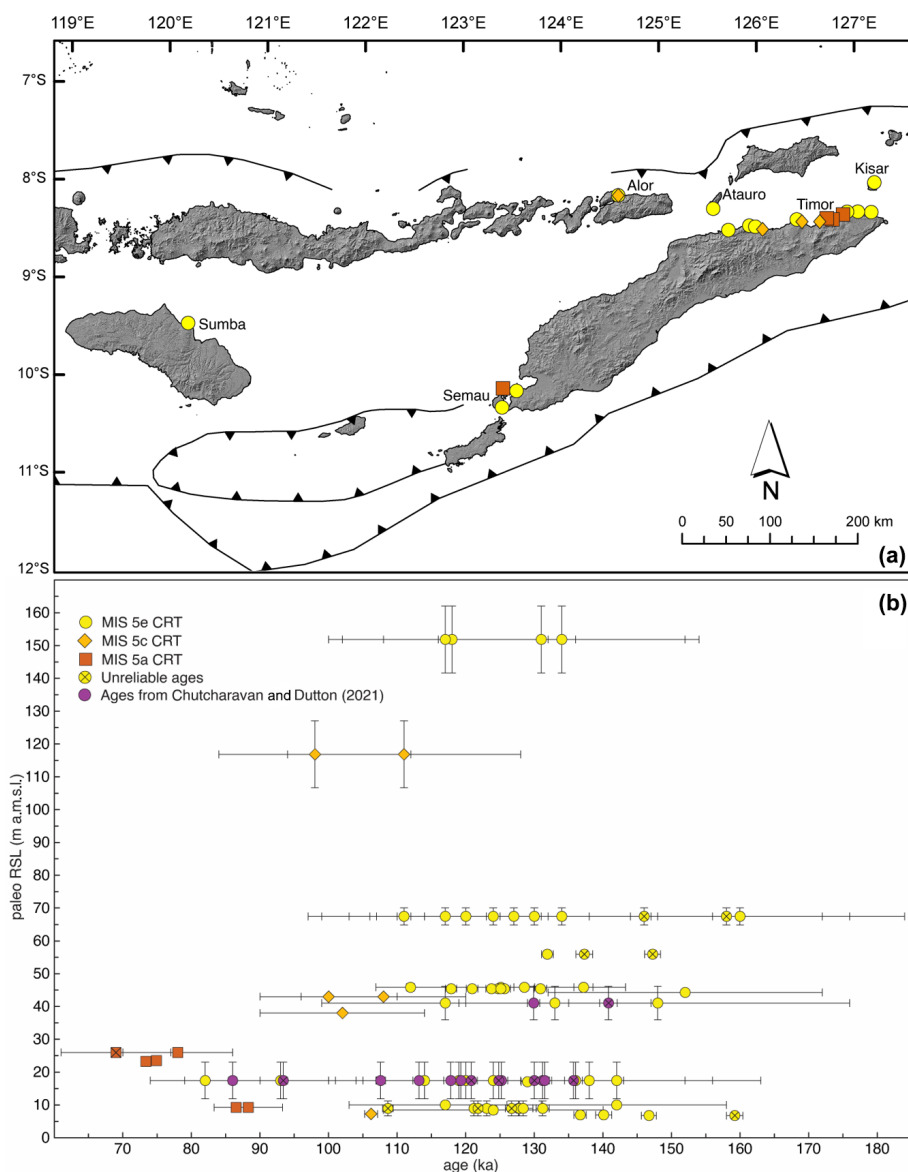 119°E 120°E 121°E 122°E 123°E 124°E 125°E 126°E 127°E
7°S
8°S
9°S
10°S
11°S
12°S
Kisar
Alor
Atauro
Timor
Sumba
Semau
N
0 50 100 200 km
(a)
(b)
160
150
145
135
130
120
115
110
100
90
80
70
60
50
40
30
20
10
0
MIS 5e CRT
MIS 5c CRT
MIS 5a CRT
Unreliable ages
Ages from Chutcharavan and Dutton (2021)
paleo RSL (m a.m.s.l.)
70 80 90 100 110 120 130 140 150 160 170 180
age (ka)